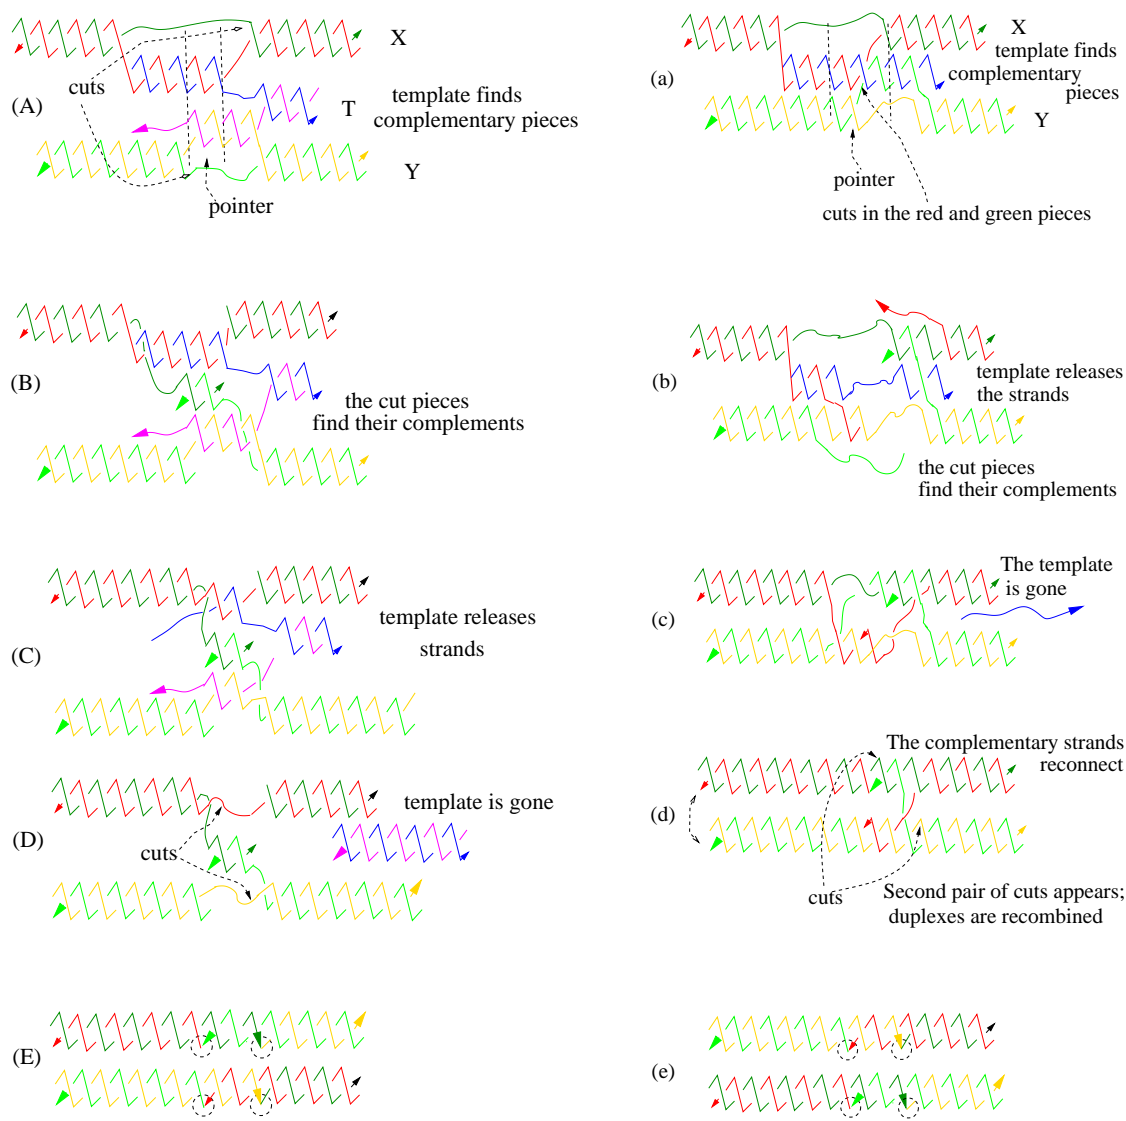 X
cuts
(A)
T
template finds
complementary pieces
Y
pointer
(B)
the cut pieces
find their complements
(C)
template releases
strands
(D)
template is gone
cuts
(E)
X
template finds
complementary
pieces
(a)
Y
pointer
cuts in the red and green pieces
(b)
template releases
the strands
the cut pieces
find their complements
(c)
The template
is gone
The complementary strands
reconnect
(d)
cuts
Second pair of cuts appears;
duplexes are recombined
(e)